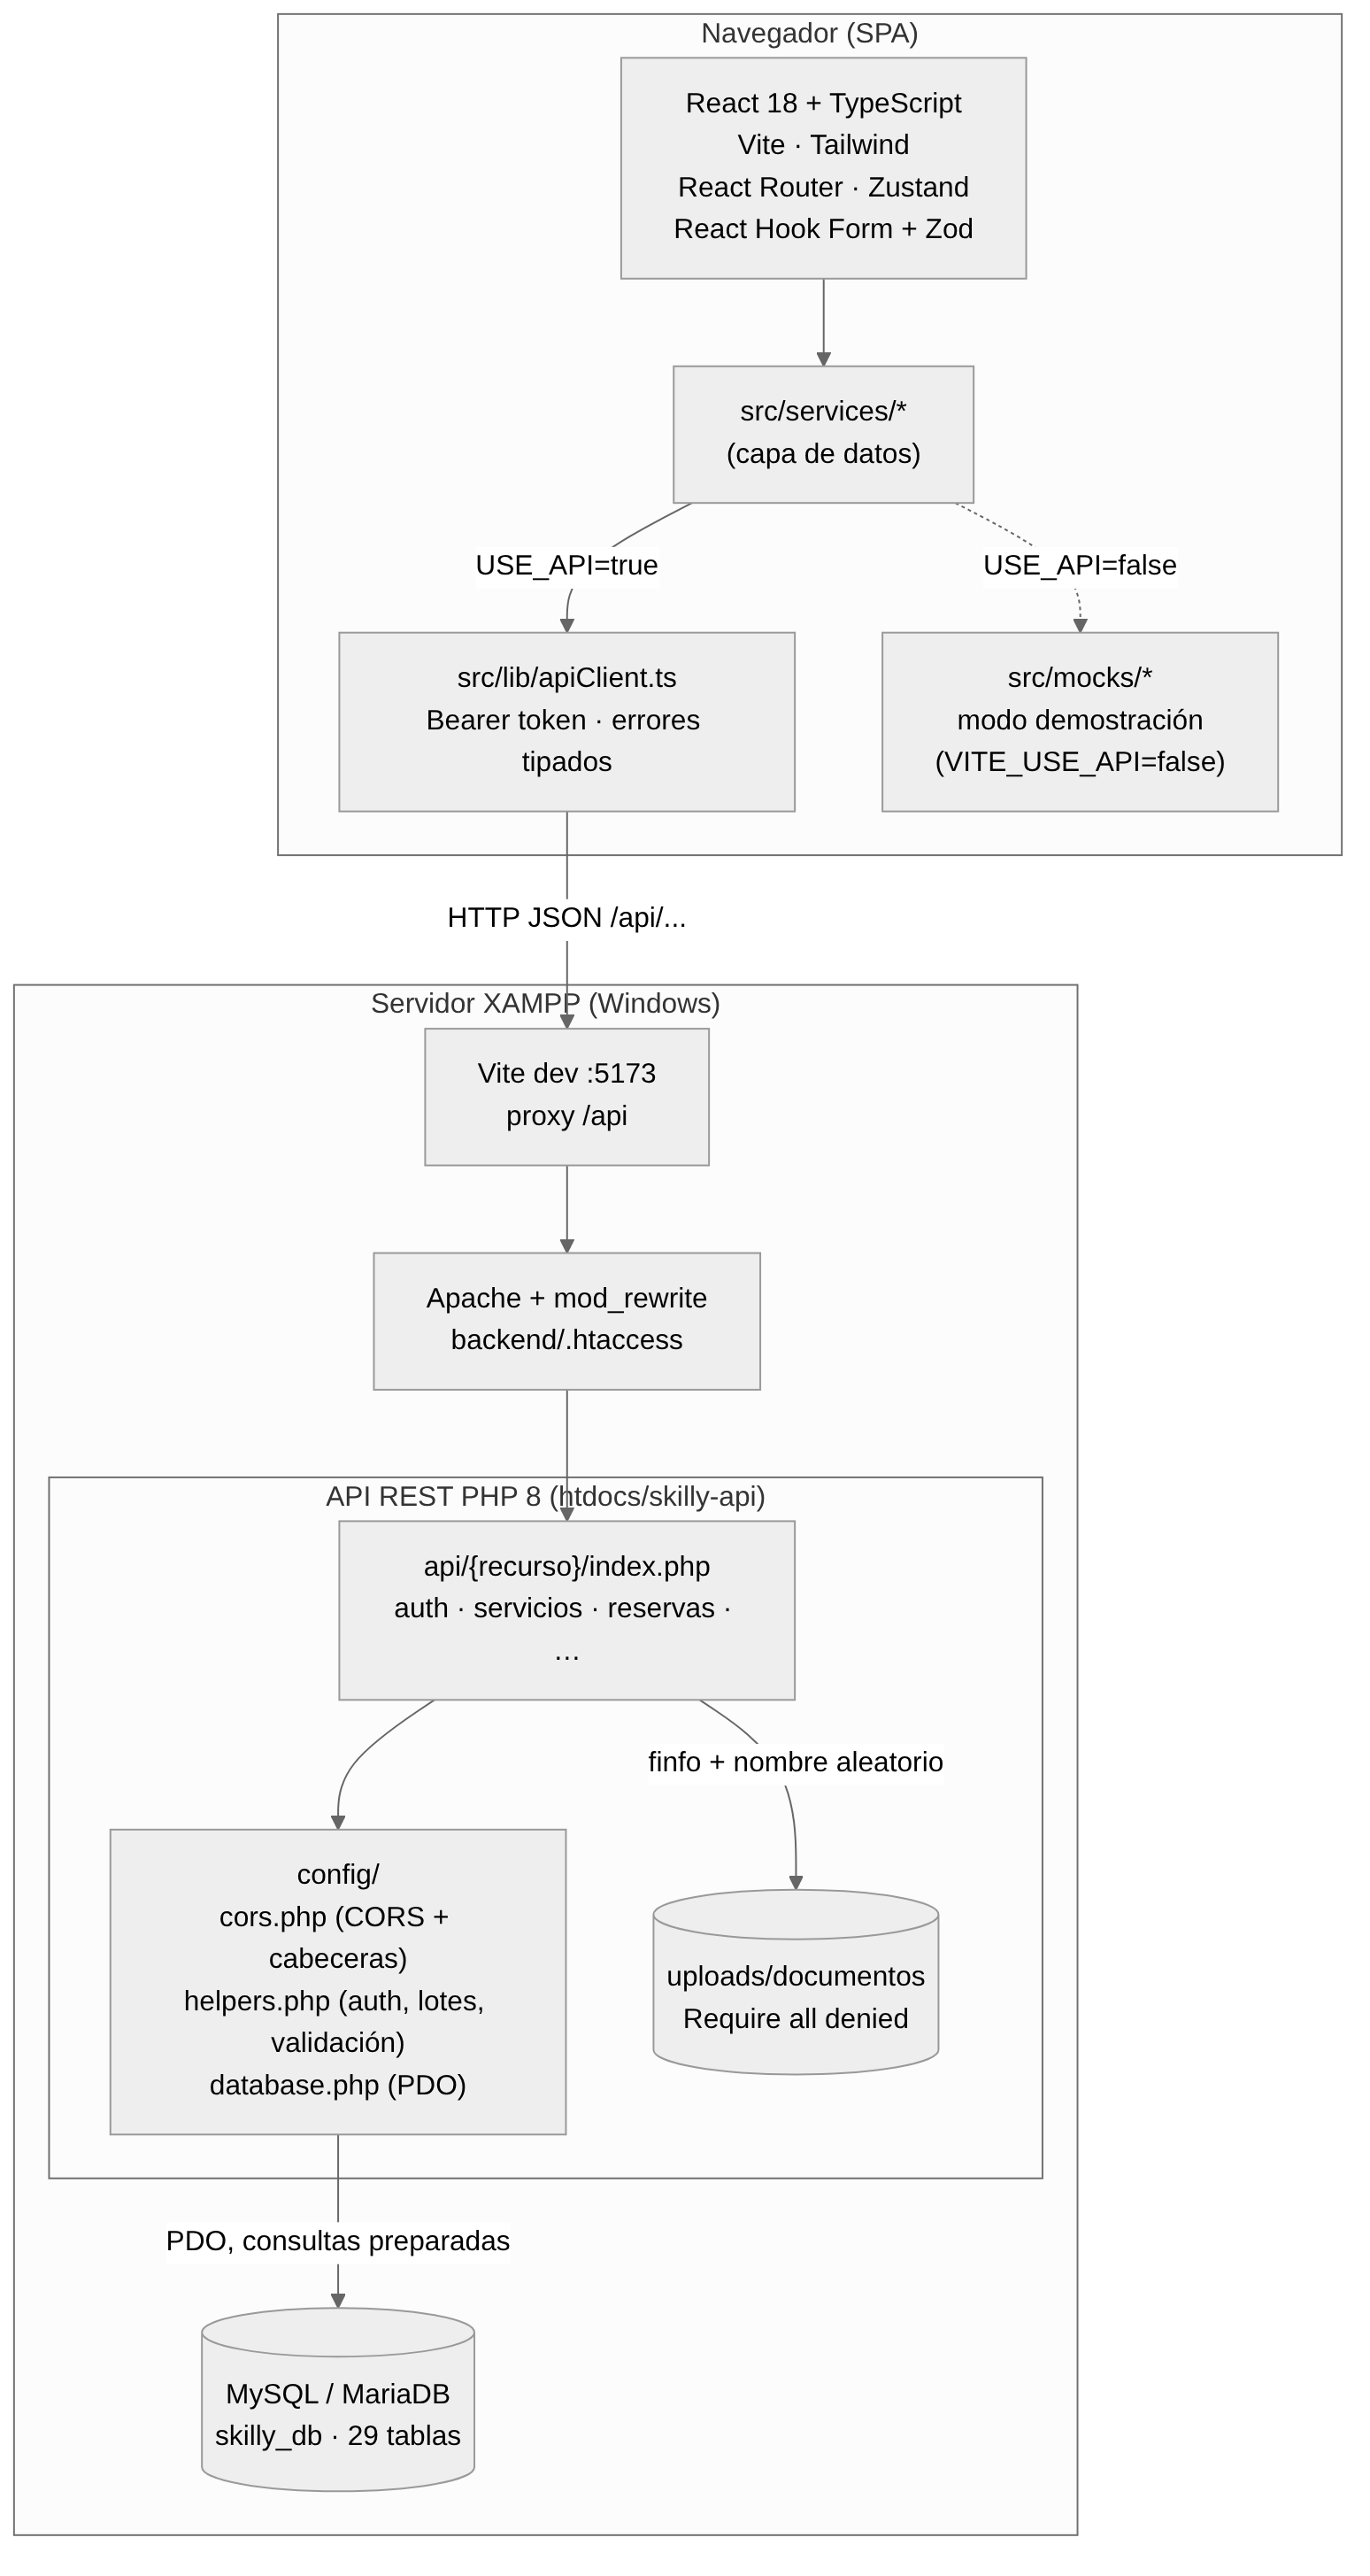 Navegador (SPA)
React 18 + TypeScript
Vite · Tailwind
React Router · Zustand
React Hook Form + Zod
src/services/*
(capa de datos)
USE_API=true
USE_API=false
src/lib/apiClient.ts
Bearer token · errores
tipados
src/mocks/*
modo demostración
(VITE_USE_API=false)
HTTP JSON /api/...
Servidor XAMPP (Windows)
Vite dev :5173
proxy /api
Apache + mod_rewrite
backend/.htaccess
API REST PHP 8 (htdocs/skilly-api)
api/{recurso}/index.php
auth · servicios · reservas ·
…
finfo + nombre aleatorio
config/
cors.php (CORS +
cabeceras)
helpers.php (auth, lotes,
validación)
database.php (PDO)
uploads/documentos
Require all denied
PDO, consultas preparadas
MySQL / MariaDB
skilly_db · 29 tablas